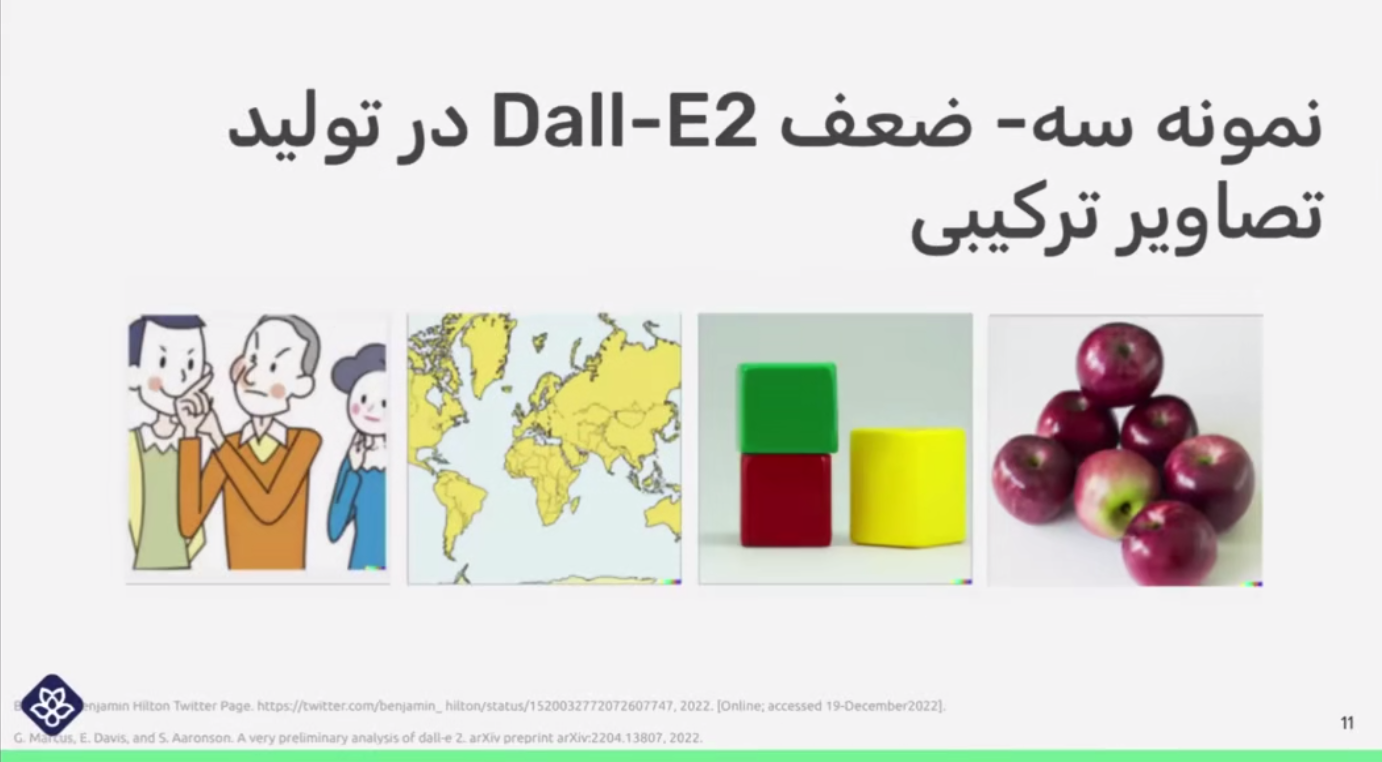 نمونه سه- ضعف Dall-E2 در تولید
تصاویر ترکیبی
enjamin Hilton Twitter Page. https://twitter.com/benjamin_ hilton/status/1520032772072607747, 2022. [Online; accessed 19-December2022].
G. Marcus, E. Davis, and S. Aaronson. A very preliminary analysis of dall-e 2. arXiv preprint arXiv:2204.13807, 2022.
11